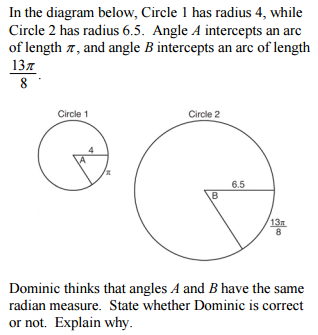 In the diagram below, Circle 1 has radius 4, while
Circle 2 has radius 6.5. Angle A intercepts an arc
of length π, and angle B intercepts an arc of length
13π
8
.
Circle 1
Circle 2
4
A
π
6.5
B
13π
8
Dominic thinks that angles A and B have the same
radian measure. State whether Dominic is correct
or not. Explain why.